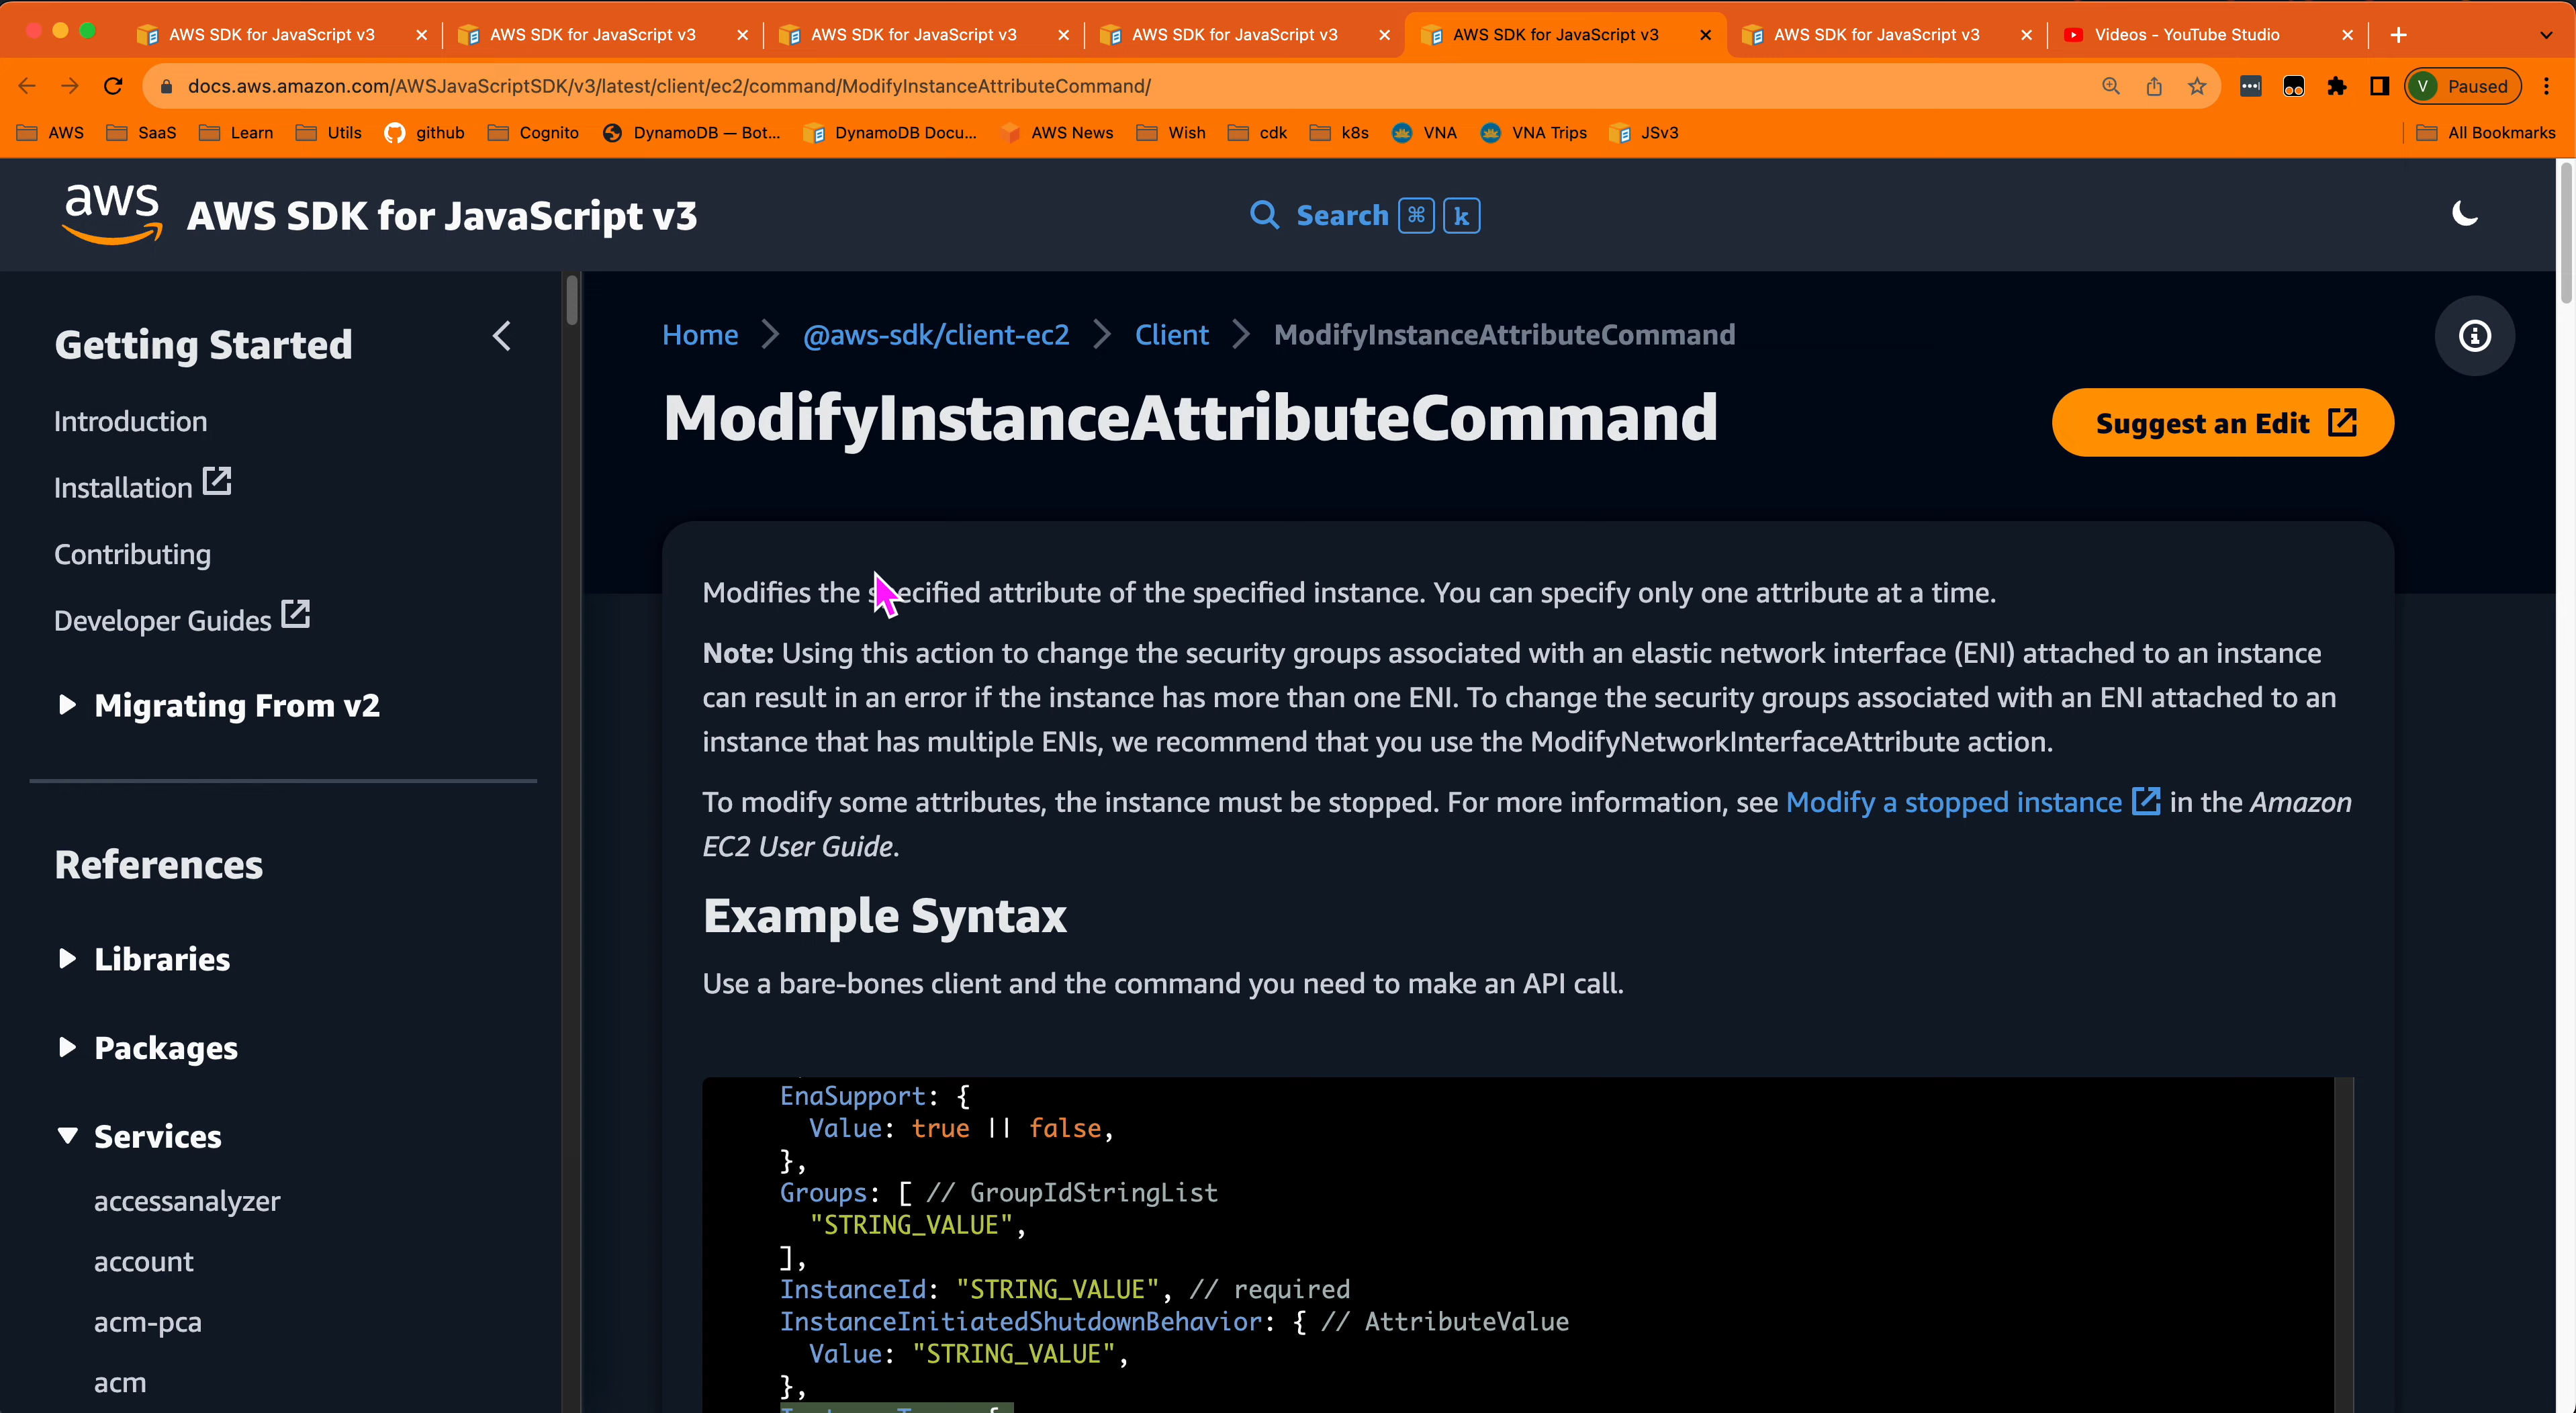 AWS SDK for JavaScript v3
AWS SDK for JavaScript v3
AWS SDK for JavaScript v3
AWS SDK for JavaScript v3
AWS SDK for JavaScript v3
AWS SDK for JavaScript v3
Videos - YouTube Studio
docs.aws.amazon.com/AWSJavaScriptSDK/v3/latest/client/ec2/command/ModifyInstanceAttributeCommand/
V Paused
AWS SaaS Learn Utils github Cognito DynamoDB — Bot... DynamoDB Docu... AWS News Wish cdk k8s VNA VNA Trips JSv3 All Bookmarks
aws AWS SDK for JavaScript v3
Search ⌘ k
Getting Started
Introduction
Installation
Contributing
Developer Guides
Migrating From v2
References
Libraries
Packages
Services
accessanalyzer
account
acm-pca
acm
Home > @aws-sdk/client-ec2 > Client > ModifyInstanceAttributeCommand
ModifyInstanceAttributeCommand
Suggest an Edit
Modifies the specified attribute of the specified instance. You can specify only one attribute at a time.
Note: Using this action to change the security groups associated with an elastic network interface (ENI) attached to an instance
can result in an error if the instance has more than one ENI. To change the security groups associated with an ENI attached to an
instance that has multiple ENIs, we recommend that you use the ModifyNetworkInterfaceAttribute action.
To modify some attributes, the instance must be stopped. For more information, see Modify a stopped instance in the Amazon
EC2 User Guide.
Example Syntax
Use a bare-bones client and the command you need to make an API call.
EnaSupport: {
Value: true || false,
},
Groups: [ // GroupIdStringList
"STRING_VALUE",
],
InstanceId: "STRING_VALUE", // required
InstanceInitiatedShutdownBehavior: { // AttributeValue
Value: "STRING_VALUE",
},